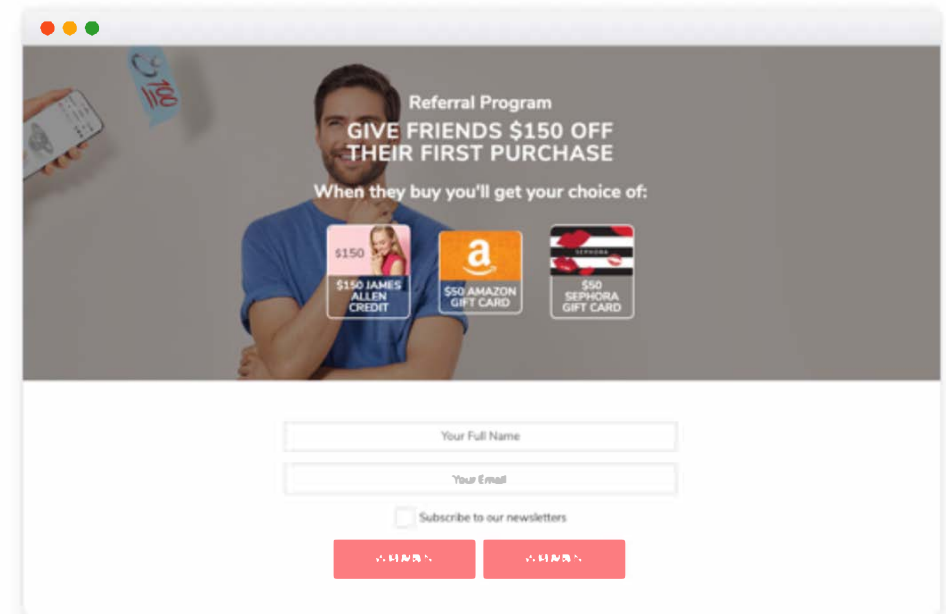 100
Referral Program
GIVE FRIENDS $150 OFF
THEIR FIRST PURCHASE
When they buy you'll get your choice of:
$150
$150 JAMES
ALLEN
CREDIT
a
$50 AMAZON
GIFT CARD
SEPHORA
$50
SEPHORA
GIFT CARD
Your Full Name
Your Email
Subscribe to our newsletters